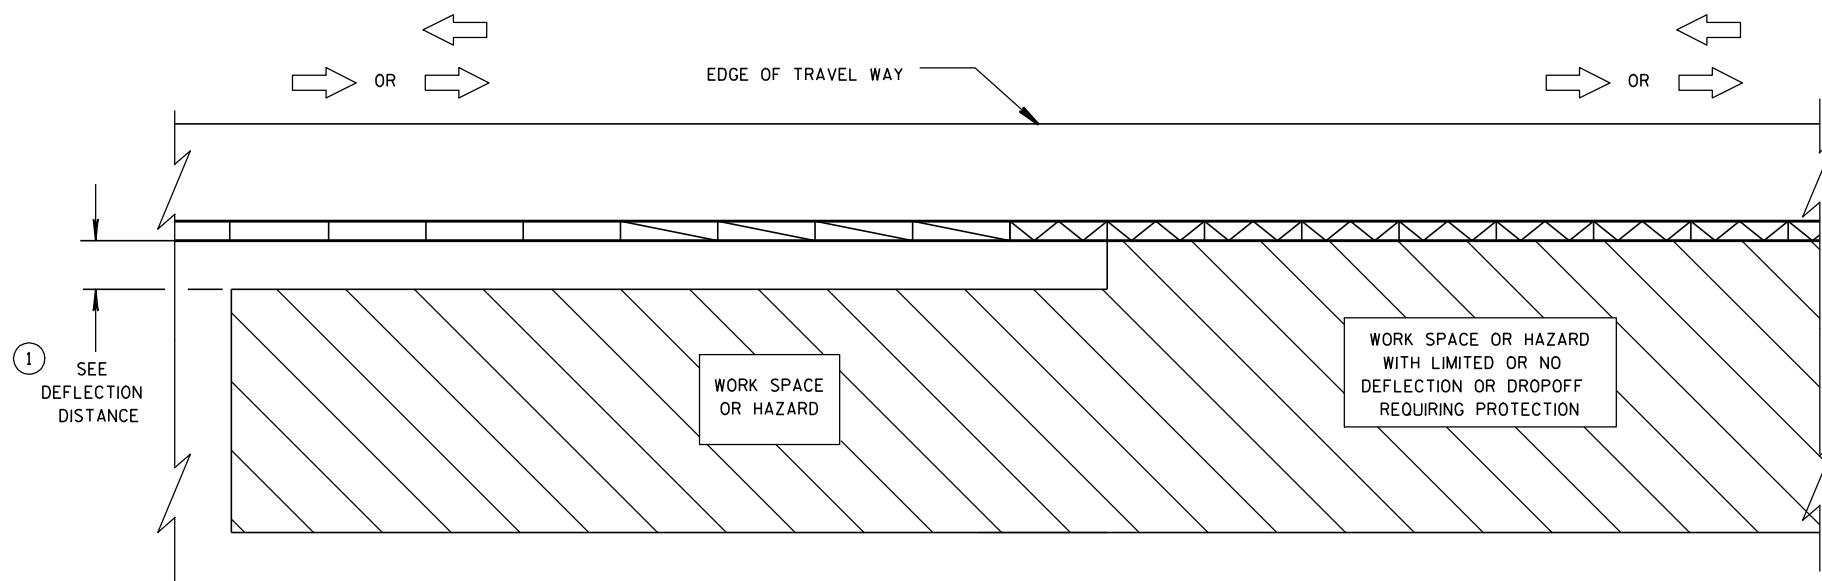 OR
EDGE OF TRAVEL WAY
OR
1
SEE
DEFLECTION
DISTANCE
WORK SPACE
OR HAZARD
WORK SPACE OR HAZARD
WITH LIMITED OR NO
DEFLECTION OR DROPOFF
REQUIRING PROTECTION